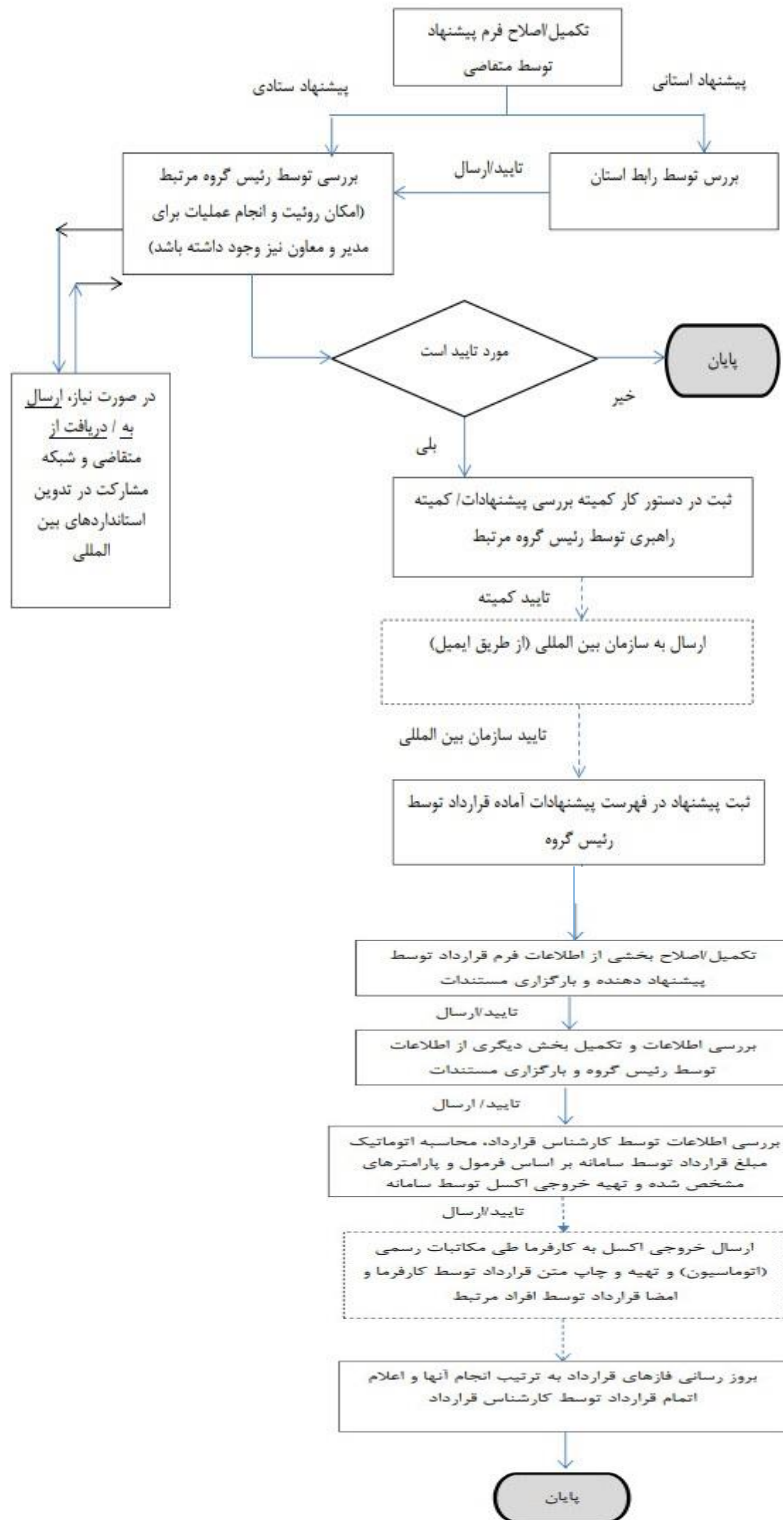 تکمیل/اصلاح فرم پیشنهاد
توسط متقاضی
پیشنهاد استانی
پیشنهاد ستادی
بررس توسط رابط استان
تایید/ارسال
بررسی توسط رئیس گروه مرتبط
(امکان روئیت و انجام عملیات برای
مدیر و معاون نیز وجود داشته باشد)
مورد تایید است
پایان
خیر
بلی
در صورت نیاز، ارسال
به / دریافت از
متقاضی و شبکه
مشارکت در تدوین
استانداردهای بین
المللی
ثبت در دستور کار کمیته بررسی پیشنهادات/ کمیته
راهبری توسط رئیس گروه مرتبط
تایید کمیته
ارسال به سازمان بین المللی (از طریق ایمیل)
تایید سازمان بین المللی
ثبت پیشنهاد در فهرست پیشنهادات آماده قرارداد توسط
رئیس گروه
تکمیل/اصلاح بخشی از اطلاعات فرم قرارداد توسط
پیشنهاد دهنده و بارگزاری مستندات
تایید/ارسال
بررسی اطلاعات و تکمیل بخش دیگری از اطلاعات
توسط رئیس گروه و بارگزاری مستندات
تایید/ ارسال
بررسی اطلاعات توسط کارشناس قرارداد، محاسبه اتوماتیک
مبلغ قرارداد توسط سامانه بر اساس فرمول و پارامترهای
مشخص شده و تهیه خروجی اکسل توسط سامانه
تایید/ارسال
ارسال خروجی اکسل به کارفرما طی مکاتبات رسمی
(اتوماسیون) و تهیه و چاپ متن قرارداد توسط کارفرما و
امضا قرارداد توسط افراد مرتبط
بروز رسانی فازهای قرارداد به ترتیب انجام آنها و اعلام
اتمام قرارداد توسط کارشناس قرارداد
پایان